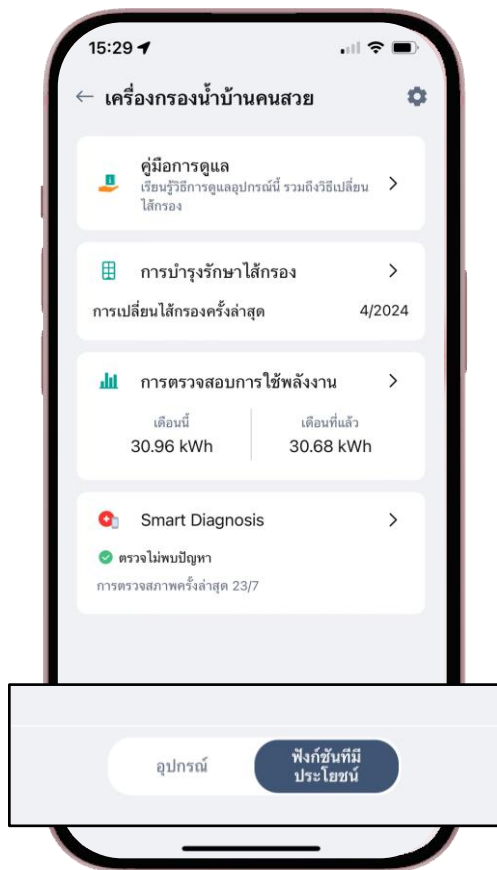 15:29
← เครื่องกรองน้ำบ้านคนสวย
คู่มือการดูแล
เรียนรู้วิธีการดูแลอุปกรณ์นี้ รวมถึงวิธีเปลี่ยน
ไส้กรอง
การบำรุงรักษาไส้กรอง
การเปลี่ยนไส้กรองครั้งล่าสุด 4/2024
การตรวจสอบการใช้พลังงาน
เดือนนี้ เดือนที่แล้ว
30.96 kWh 30.68 kWh
Smart Diagnosis
ตรวจไม่พบปัญหา
การตรวจสภาพครั้งล่าสุด 23/7
อุปกรณ์
ฟังก์ชันที่มี
ประโยชน์